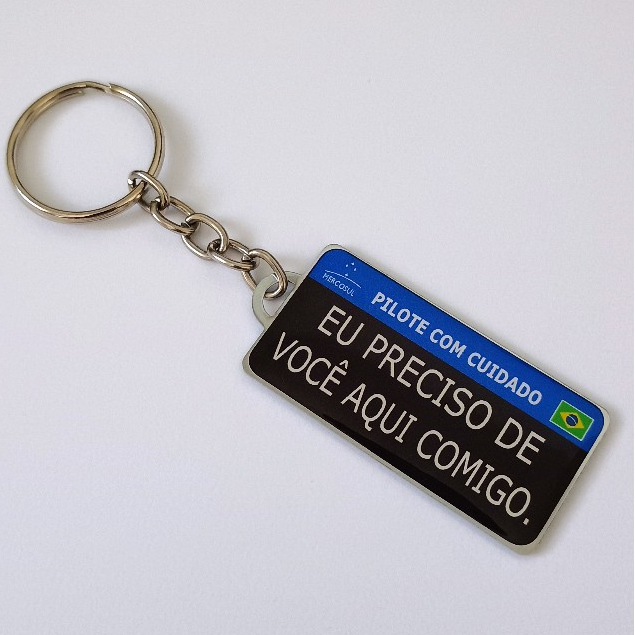 MERCOSUL
PILOTE COM CUIDADO
EU PRECISO DE
VOCÊ AQUI COMIGO.